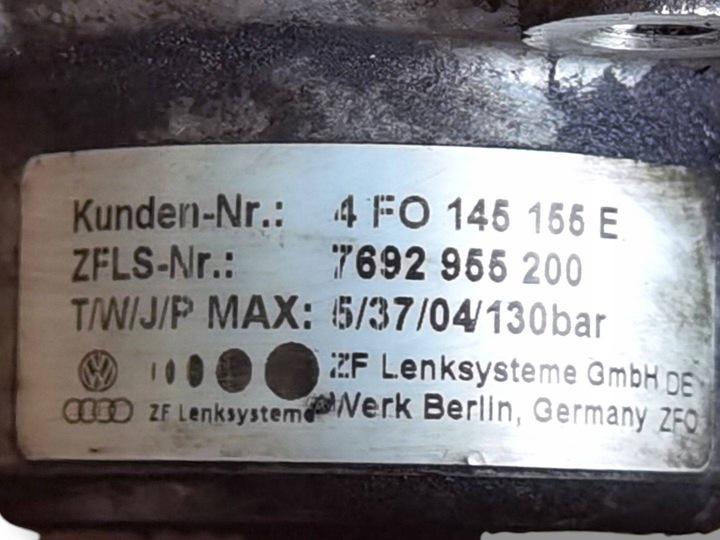 Kunden-Nr.: 4 FO 145 155 E
ZFLS-Nr.: 7692 955 200
T/W/J/P MAX: 5/37/04/130bar
ZF Lenksysteme GmbH DE
ZF Lenksysteme Werk Berlin, Germany ZFO